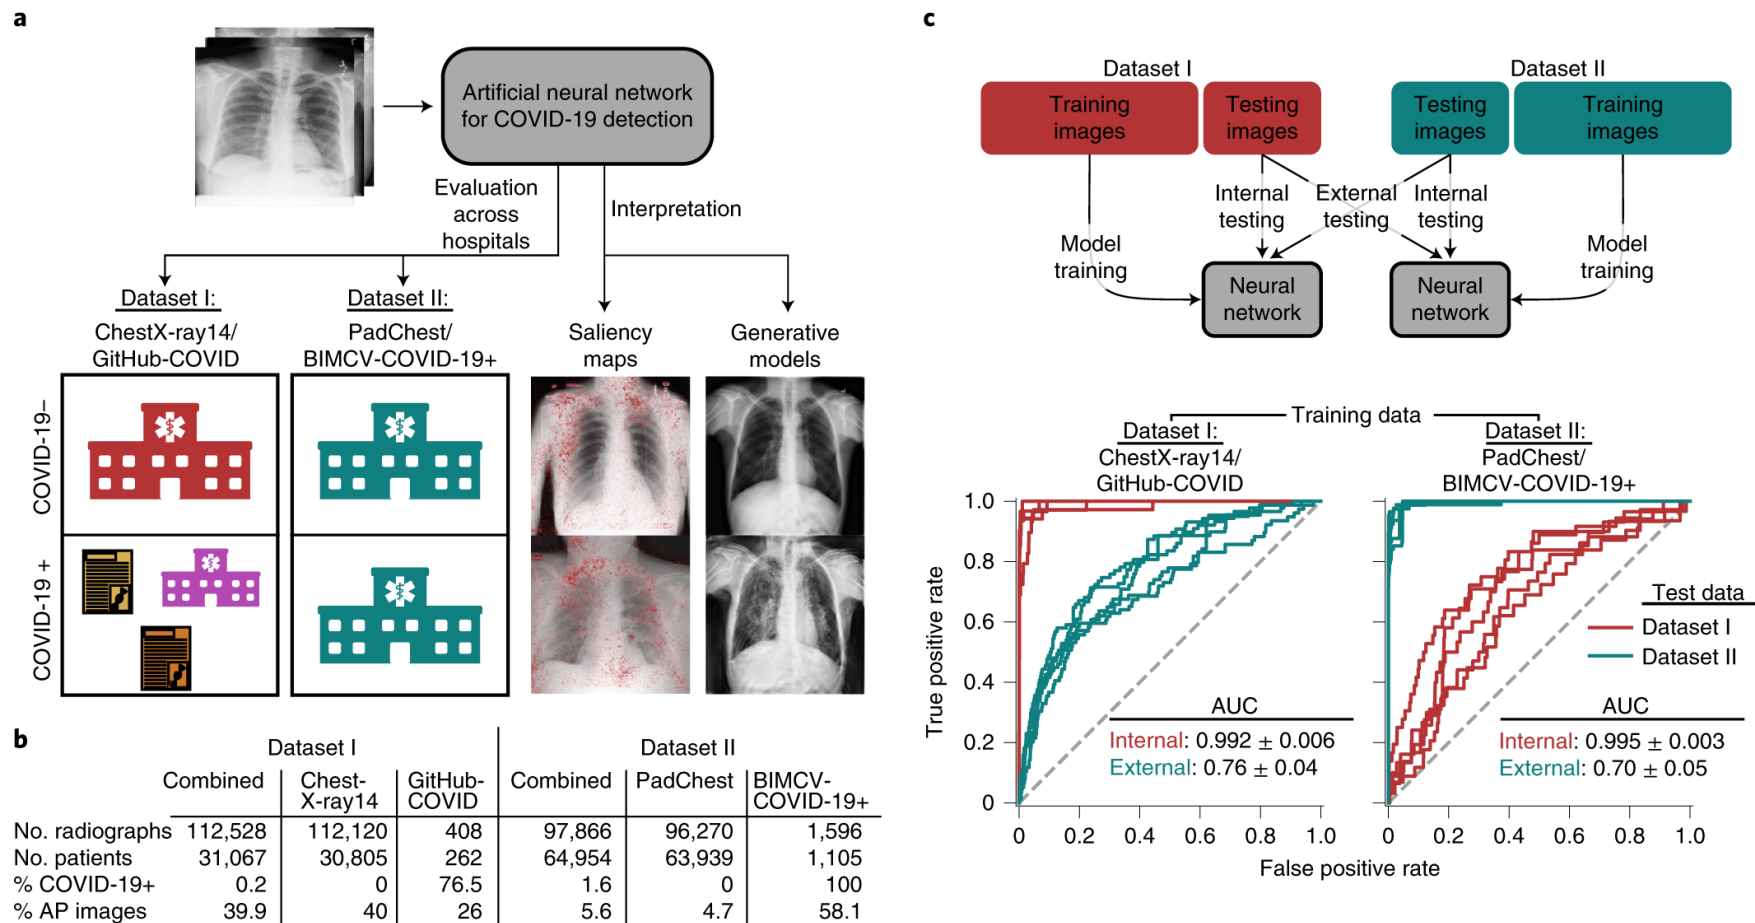 a
Artificial neural network
for COVID-19 detection
Evaluation
across
hospitals
Interpretation
Dataset I:
ChestX-ray14/
GitHub-COVID
Dataset II:
PadChest/
BIMCV-COVID-19+
Saliency
maps
Generative
models
COVID-19–
COVID-19 +
b
Dataset I Dataset II
Combined Chest-X-ray14 GitHub-COVID Combined PadChest BIMCV-COVID-19+
No. radiographs 112,528 112,120 408 97,866 96,270 1,596
No. patients 31,067 30,805 262 64,954 63,939 1,105
% COVID-19+ 0.2 0 76.5 1.6 0 100
% AP images 39.9 40 26 5.6 4.7 58.1
c
Dataset I Dataset II
Training
images
Testing
images
Testing
images
Training
images
Internal
testing
External
testing
Internal
testing
Model
training
Model
training
Neural
network
Neural
network
Training data
Dataset I:
ChestX-ray14/
GitHub-COVID
Dataset II:
PadChest/
BIMCV-COVID-19+
True positive rate
1.0
0.8
0.6
0.4
0.2
0
0 0.2 0.4 0.6 0.8 1.0
AUC
Internal: 0.992 ± 0.006
External: 0.76 ± 0.04
Test data
Dataset I
Dataset II
AUC
Internal: 0.995 ± 0.003
External: 0.70 ± 0.05
0 0.2 0.4 0.6 0.8 1.0
False positive rate